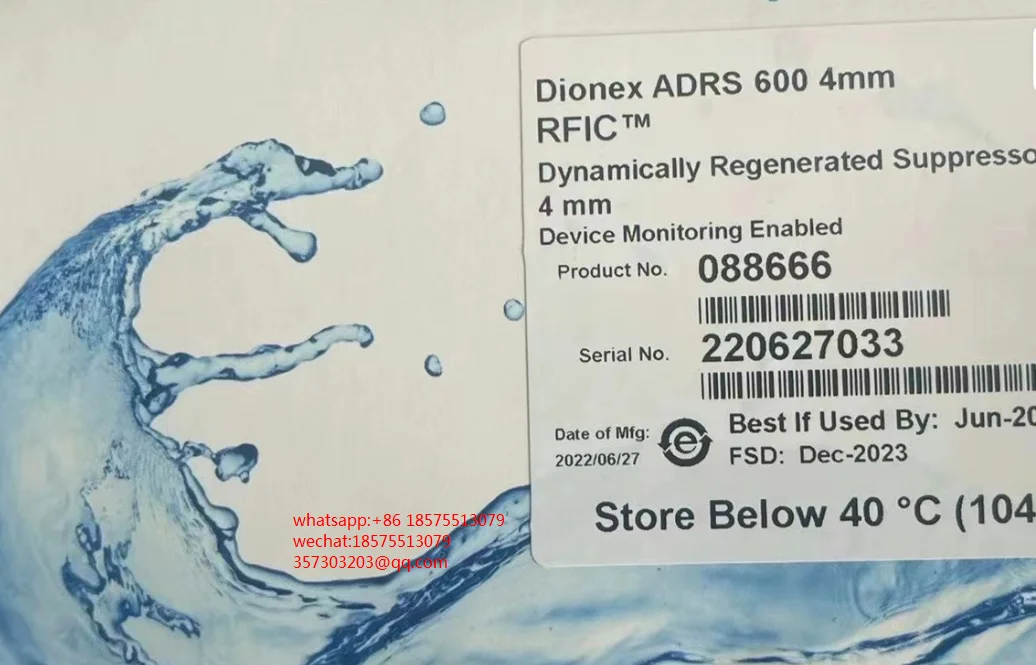 Dionex ADRS 600 4mm
RFIC™
Dynamically Regenerated Suppresso
4 mm
Device Monitoring Enabled
Product No. 088666
Serial No. 220627033
Date of Mfg:
2022/06/27
e
Best If Used By: Jun-20
FSD: Dec-2023
Store Below 40 °C (104
whatsapp:+86 18575513079
wechat:18575513079
357303203@qq.com